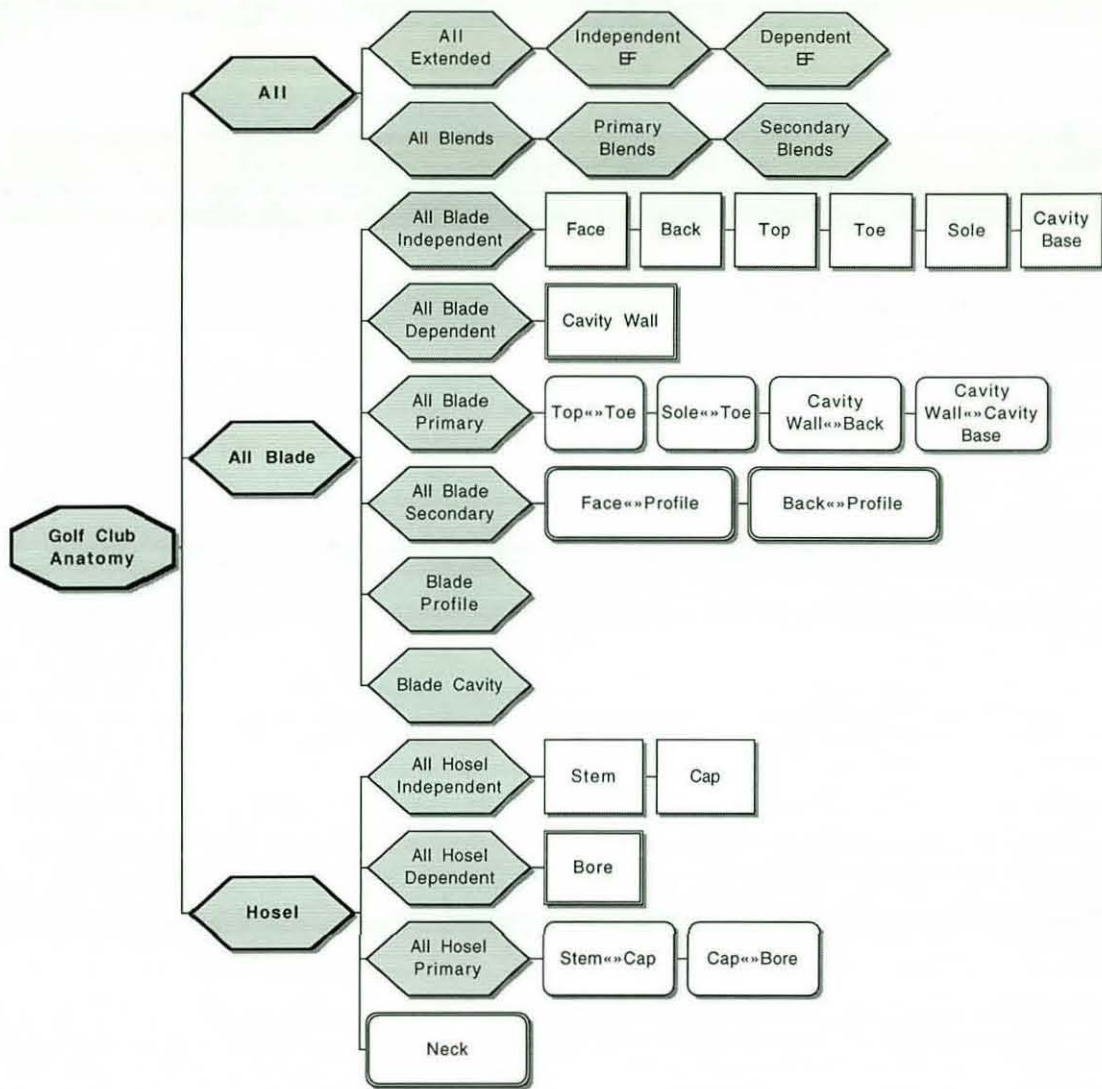 All
Extended
Independent
EF
Dependent
EF
All
All Blends
Primary
Blends
Secondary
Blends
All Blade
Independent
Face
Back
Top
Toe
Sole
Cavity
Base
All Blade
Dependent
Cavity Wall
All Blade
Primary
Top«»Toe
Sole«»Toe
Cavity
Wall«»Back
Cavity
Wall«»Cavity
Base
All Blade
All Blade
Secondary
Face«»Profile
Back«»Profile
Golf Club
Anatomy
Blade
Profile
Blade Cavity
All Hosel
Independent
Stem
Cap
All Hosel
Dependent
Bore
Hosel
All Hosel
Primary
Stem«»Cap
Cap«»Bore
Neck